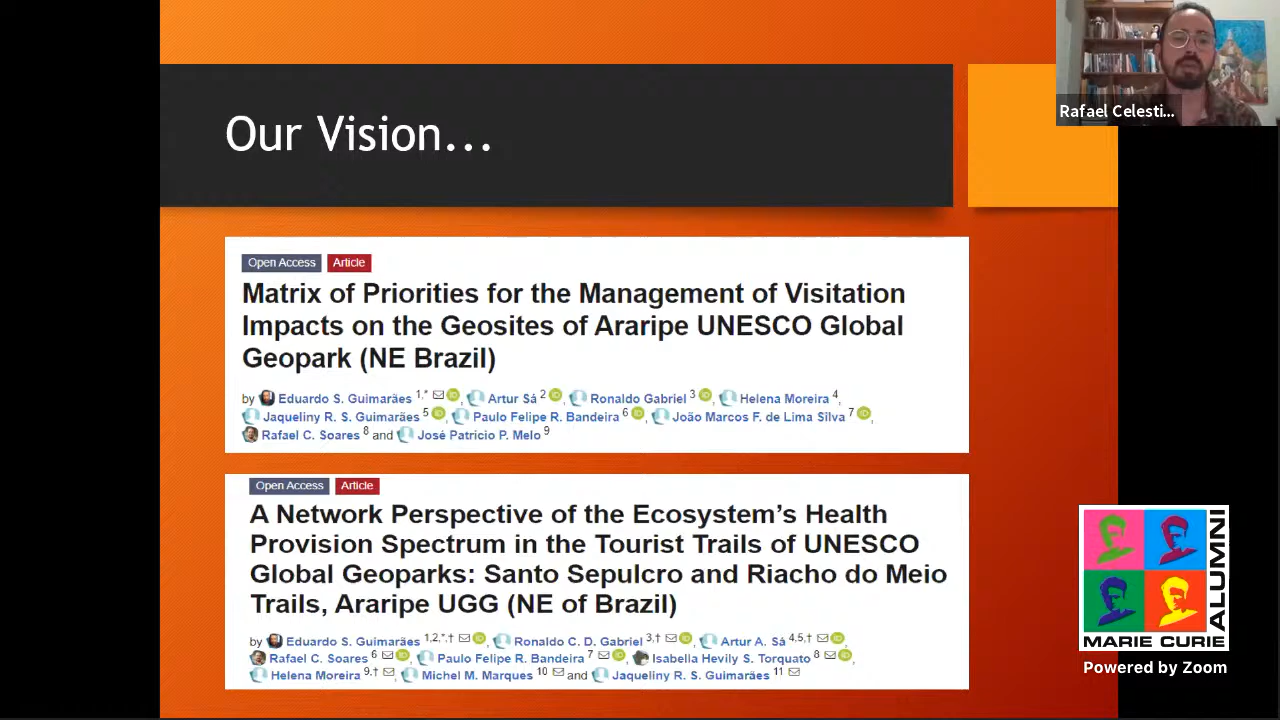 Rafael Celesti...
Our Vision...
Open Access Article
Matrix of Priorities for the Management of Visitation
Impacts on the Geosites of Araripe UNESCO Global
Geopark (NE Brazil)
by Eduardo S. Guimarães 1,* , Artur Sá 2 , Ronaldo Gabriel 3 , Helena Moreira 4,
Jaqueliny R. S. Guimarães 5 , Paulo Felipe R. Bandeira 6 , João Marcos F. de Lima Silva 7 ,
Rafael C. Soares 8 and José Patrício P. Melo 9
Open Access Article
A Network Perspective of the Ecosystem's Health
Provision Spectrum in the Tourist Trails of UNESCO
Global Geoparks: Santo Sepulcro and Riacho do Meio
Trails, Araripe UGG (NE of Brazil)
by Eduardo S. Guimarães 1,2,*,† , Ronaldo C. D. Gabriel 3,† , Artur A. Sá 4,5,† ,
Rafael C. Soares 6 , Paulo Felipe R. Bandeira 7 , Isabella Hevily S. Torquato 8 ,
Helena Moreira 9,† , Michel M. Marques 10 and Jaqueliny R. S. Guimarães 11
MARIE CURIE
ALUMNI
Powered by Zoom